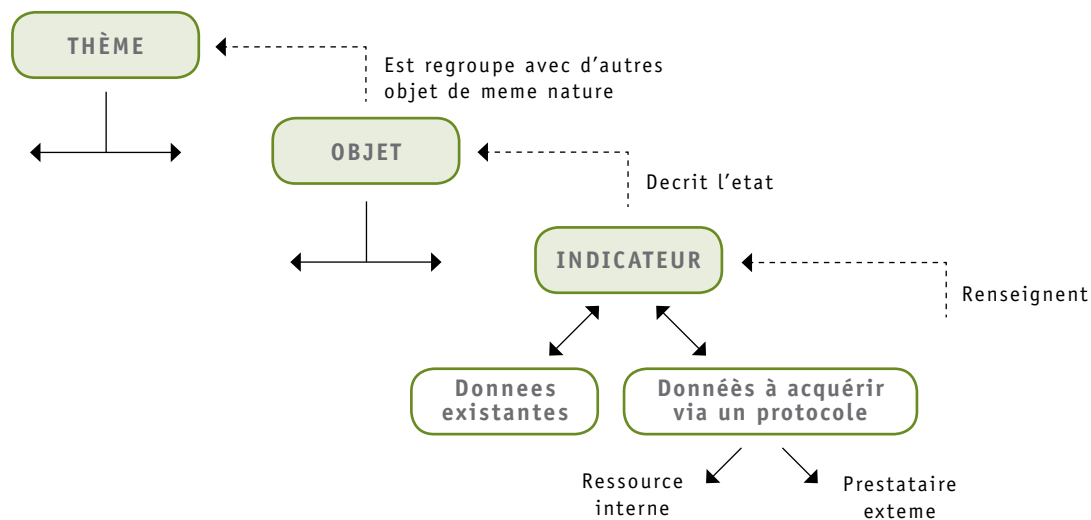 THÈME
Est regroupe avec d'autres
objet de meme nature
OBJET
Decrit l'etat
INDICATEUR
Renseignent
Donnees
existantes
Donnéès à acquérir
via un protocole
Ressource
interne
Prestataire
exteme